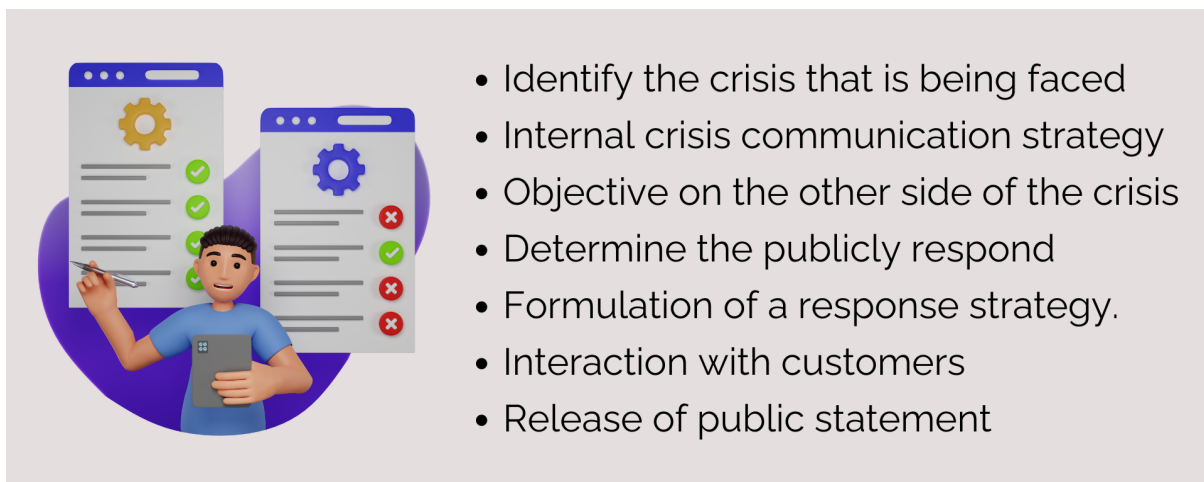 • Identify the crisis that is being faced
• Internal crisis communication strategy
• Objective on the other side of the crisis
• Determine the publicly respond
• Formulation of a response strategy.
• Interaction with customers
• Release of public statement